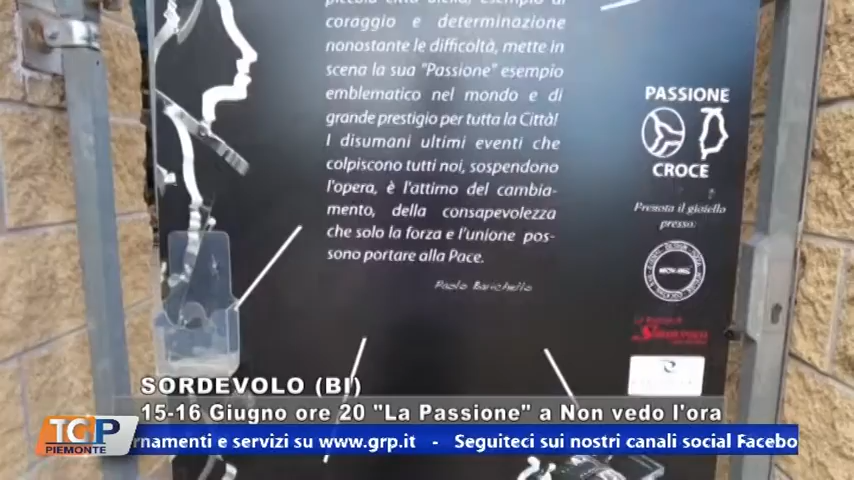 piccola città
coraggio e determinazione
nonostante le difficoltà, mette in
scena la sua "Passione" esempio
emblematico nel mondo e di
grande prestigio per tutta la Città!
I disumani ultimi eventi che
colpiscono tutti noi, sospendono
l'opera, è l'attimo del cambia-
mento, della consapevolezza
che solo la forza e l'unione pos-
sono portare alla Pace.
Paolo Barichello
PASSIONE
CROCE
Prenota il gioiello
presso:
SORDEVOLO (BI)
15-16 Giugno ore 20 "La Passione" a Non vedo l'ora
TGP
PIEMONTE
rnamenti e servizi su www.grp.it - Seguiteci sui nostri canali social Facebo